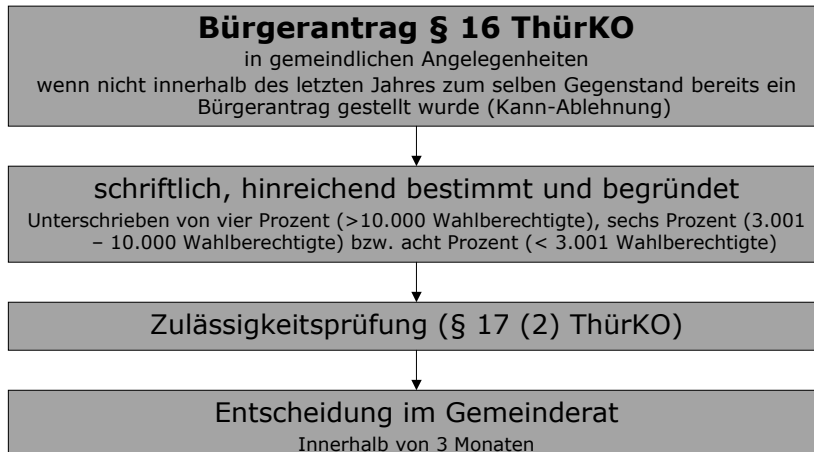 Bürgerantrag § 16 ThürKO
in gemeindlichen Angelegenheiten
wenn nicht innerhalb des letzten Jahres zum selben Gegenstand bereits ein
Bürgerantrag gestellt wurde (Kann-Ablehnung)
schriftlich, hinreichend bestimmt und begründet
Unterschrieben von vier Prozent (>10.000 Wahlberechtigte), sechs Prozent (3.001
– 10.000 Wahlberechtigte) bzw. acht Prozent (< 3.001 Wahlberechtigte)
Zulässigkeitsprüfung (§ 17 (2) ThürKO)
Entscheidung im Gemeinderat
Innerhalb von 3 Monaten